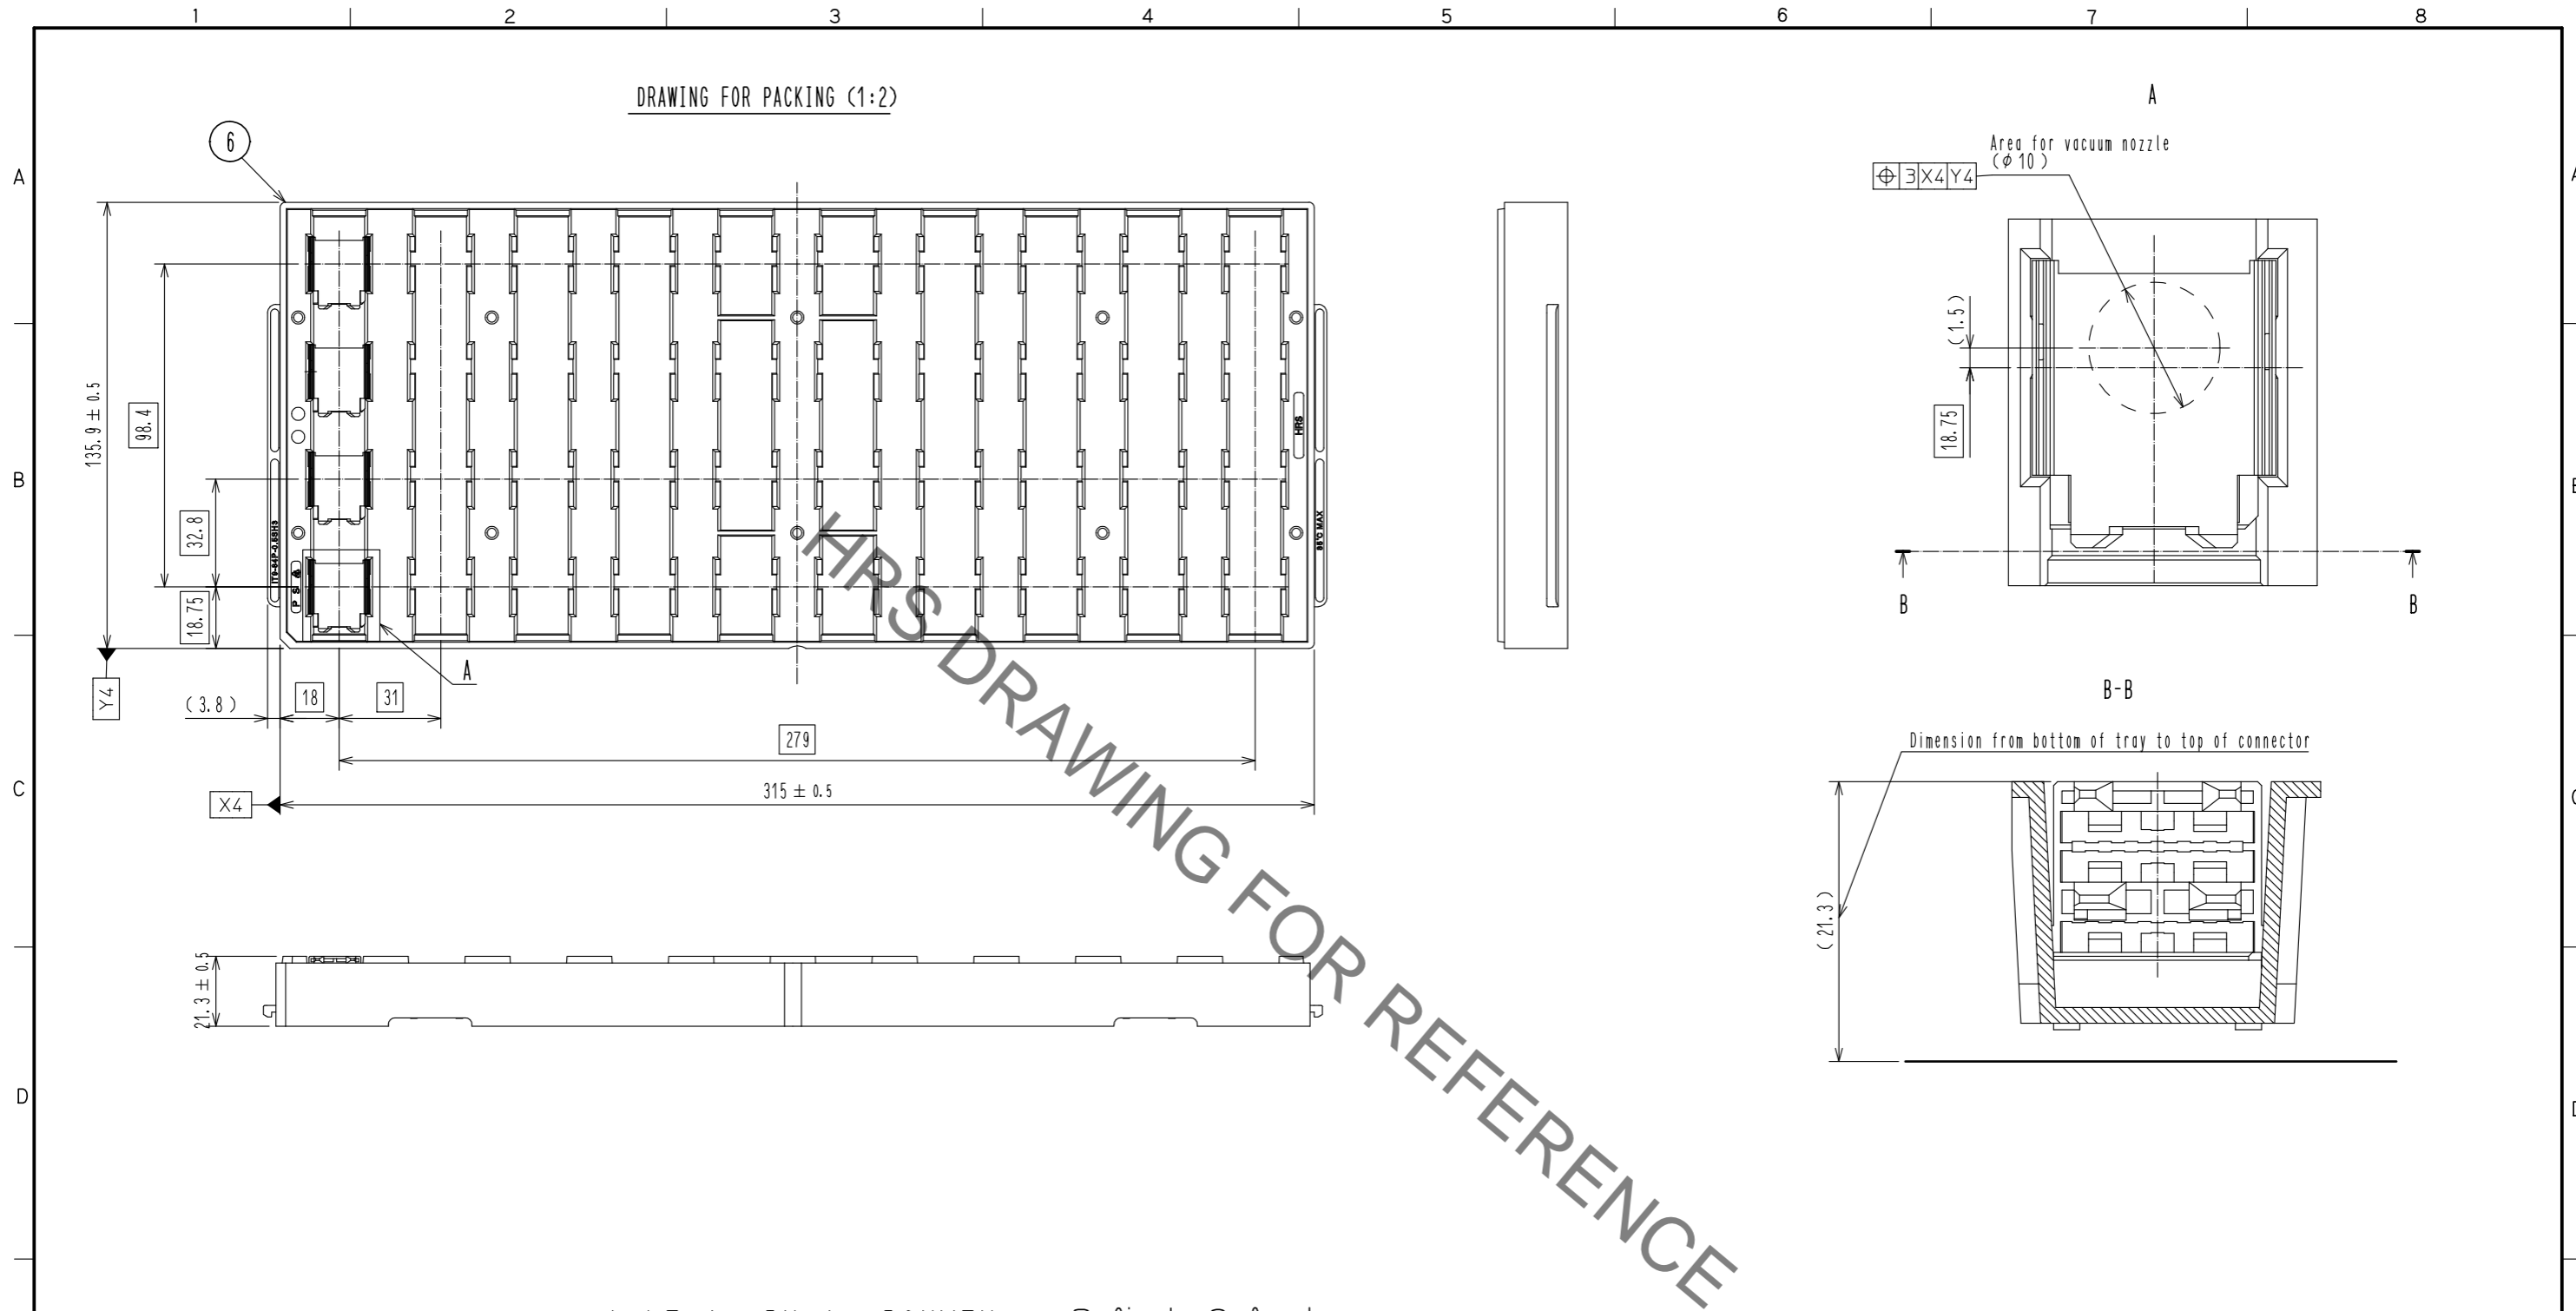 1 2 3 4 5 6 7 8
DRAWING FOR PACKING (1:2)
A
6
Area for vacuum nozzle
(φ10)
⌖ 3 X4 Y4
A
135.9 ± 0.5
98.4
32.8
18.75
(1.5)
18.75
B
HRS
85℃ MAX
P S
B B
Y4
(3.8)
18
31
A
279
315 ± 0.5
X4
C
B-B
Dimension from bottom of tray to top of connector
(21.3)
21.3 ± 0.5
D
HRS DRAWING FOR REFERENCE